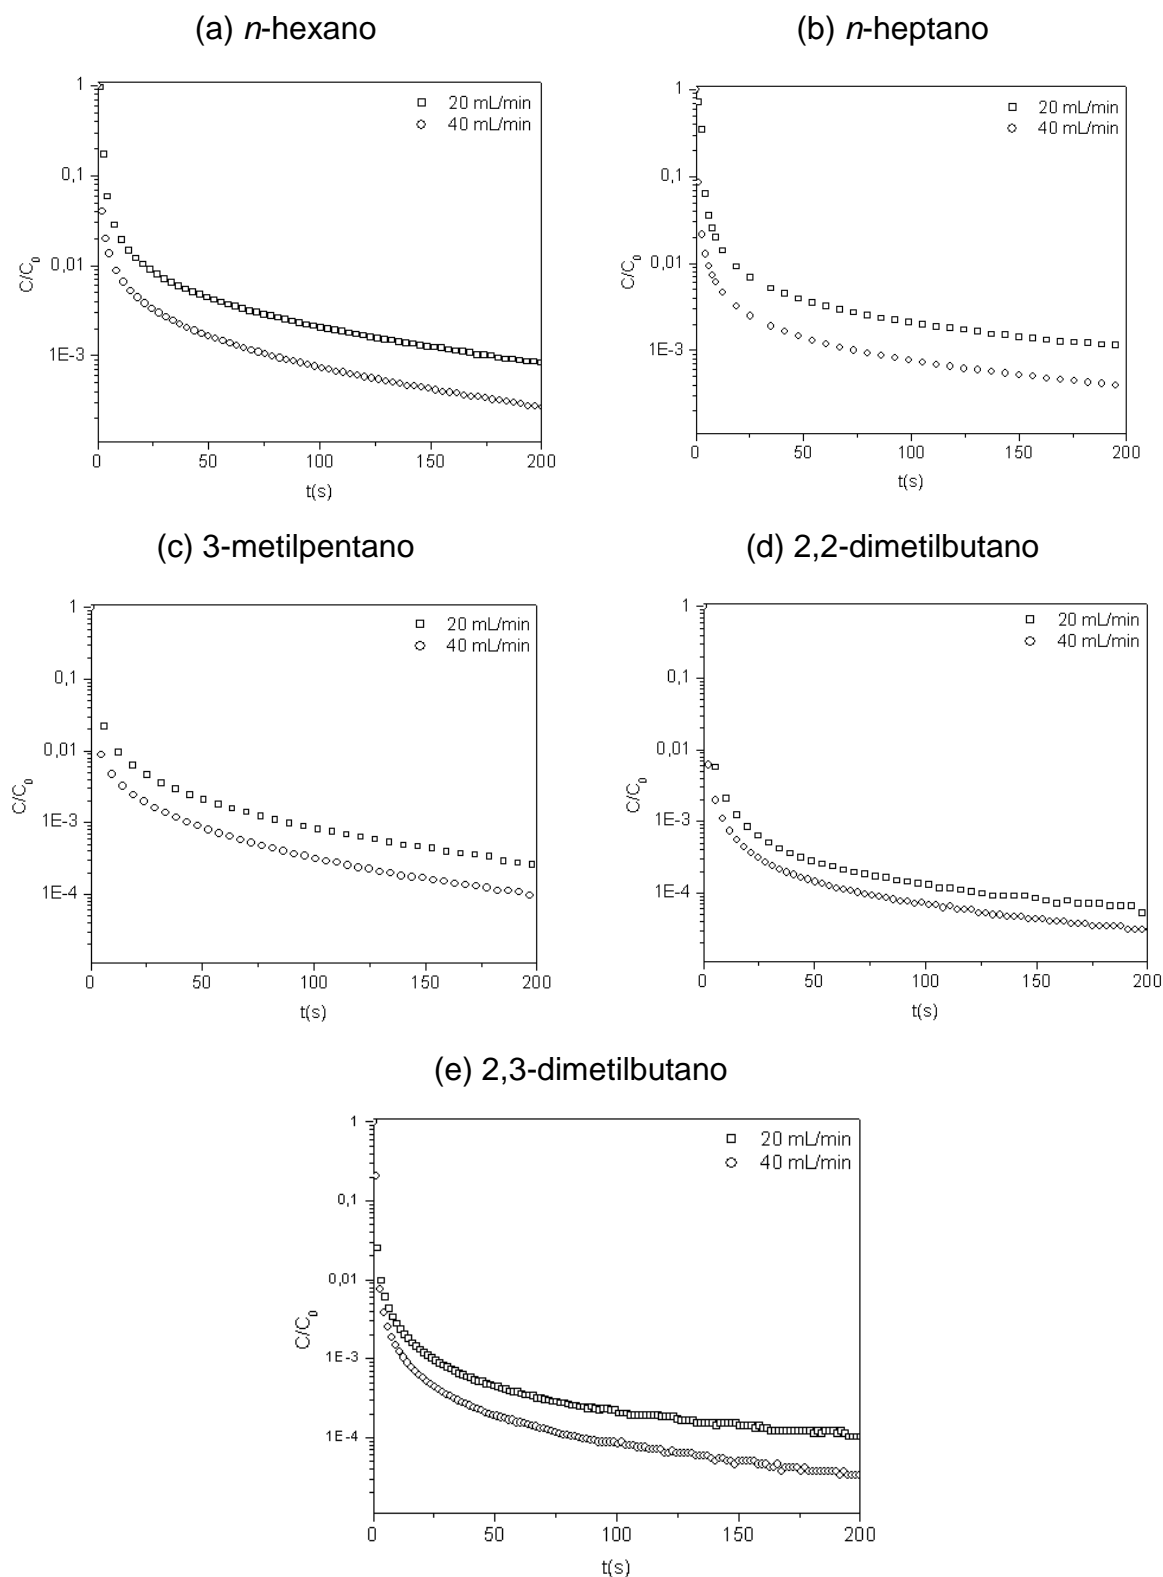 (a) n-hexano
(b) n-heptano
20 mL/min
40 mL/min
1
0,1
0,01
1E-3
C/C0
0
50
100
150
200
t(s)
20 mL/min
40 mL/min
1
0,1
0,01
1E-3
C/C0
0
50
100
150
200
t(s)
(c) 3-metilpentano
(d) 2,2-dimetilbutano
20 mL/min
40 mL/min
1
0,1
0,01
1E-3
1E-4
C/C0
0
50
100
150
200
t(s)
20 mL/min
40 mL/min
1
0,1
0,01
1E-3
1E-4
C/C0
0
50
100
150
200
t(s)
(e) 2,3-dimetilbutano
20 mL/min
40 mL/min
1
0,1
0,01
1E-3
1E-4
C/C0
0
50
100
150
200
t(s)